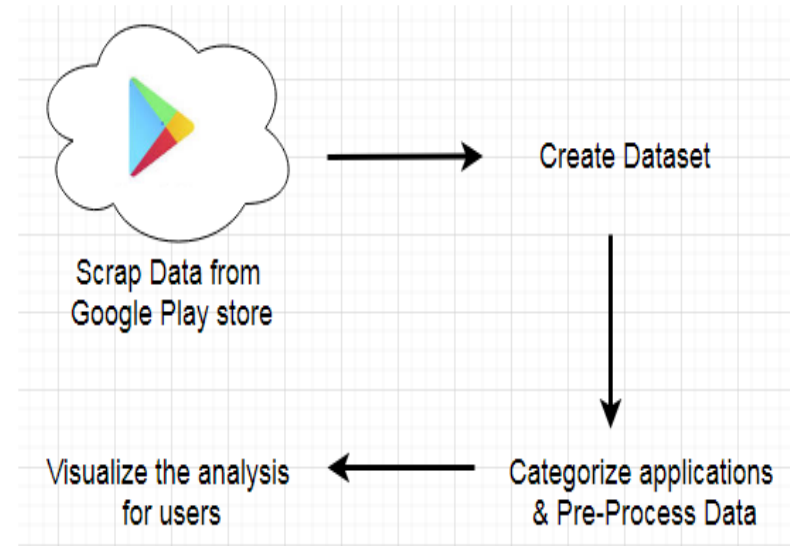 Scrap Data from
Google Play store
Create Dataset
Categorize applications
& Pre-Process Data
Visualize the analysis
for users